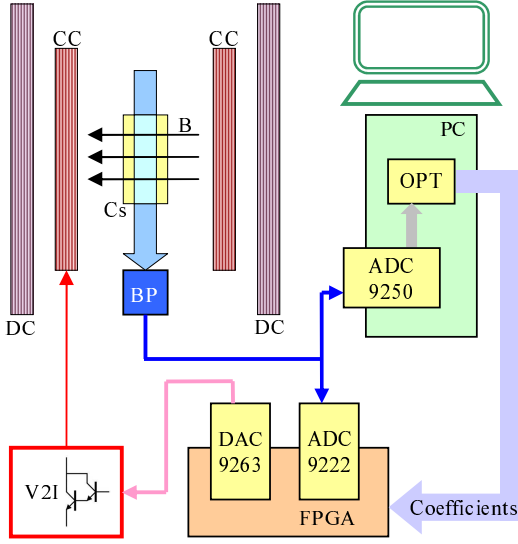 CC
CC
B
PC
OPT
Cs
ADC
9250
BP
DC
DC
DAC
9263
ADC
9222
V2I
FPGA
Coefficients